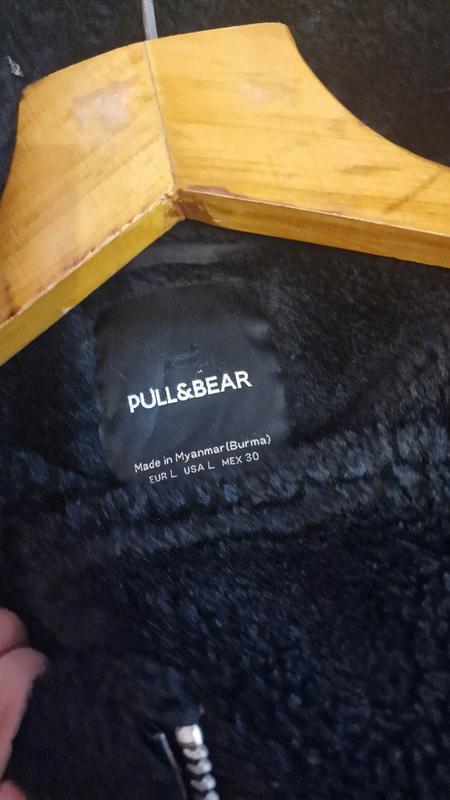 PULL&BEAR
Made in Myanmar(Burma)
EUR L USA L MEX 30